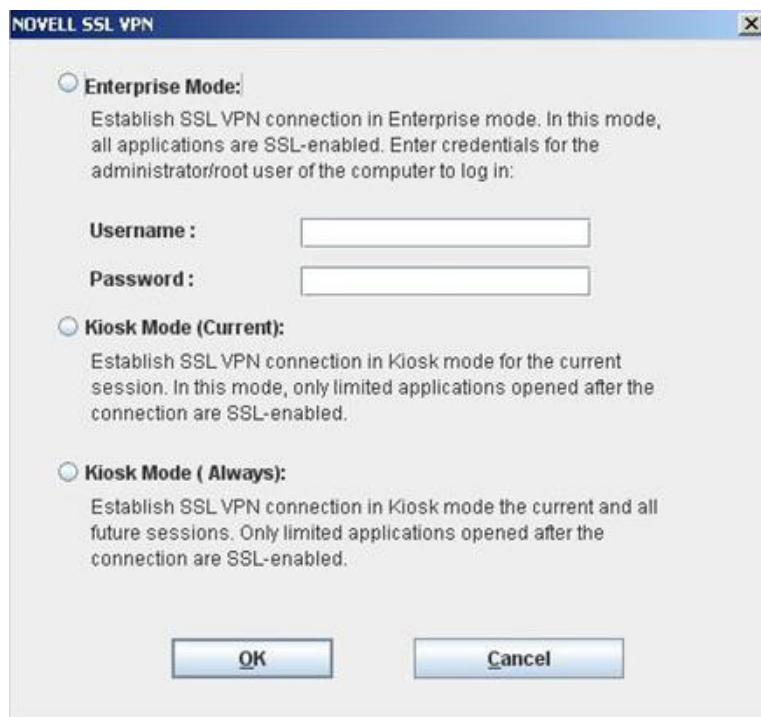 NOVELL SSL VPN
Enterprise Mode:
Establish SSL VPN connection in Enterprise mode. In this mode,
all applications are SSL-enabled. Enter credentials for the
administrator/root user of the computer to log in:
Username :
Password :
Kiosk Mode (Current):
Establish SSL VPN connection in Kiosk mode for the current
session. In this mode, only limited applications opened after the
connection are SSL-enabled.
Kiosk Mode ( Always):
Establish SSL VPN connection in Kiosk mode the current and all
future sessions. Only limited applications opened after the
connection are SSL-enabled.
OK
Cancel